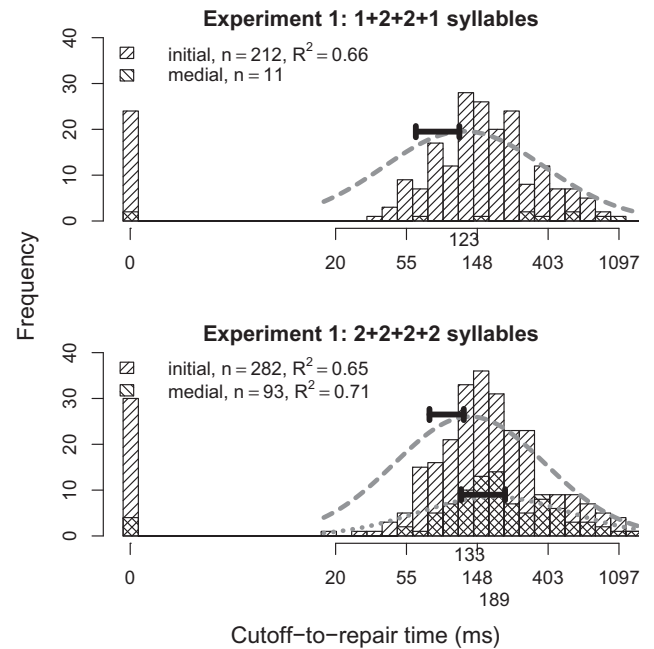 Experiment 1: 1+2+2+1 syllables
initial, n = 212, R² = 0.66
medial, n = 11
40
30
20
10
0
123
0 20 55 148 403 1097
Frequency
Experiment 1: 2+2+2+2 syllables
initial, n = 282, R² = 0.65
medial, n = 93, R² = 0.71
40
30
20
10
0
133
0 20 55 148 403 1097
189
Cutoff−to−repair time (ms)